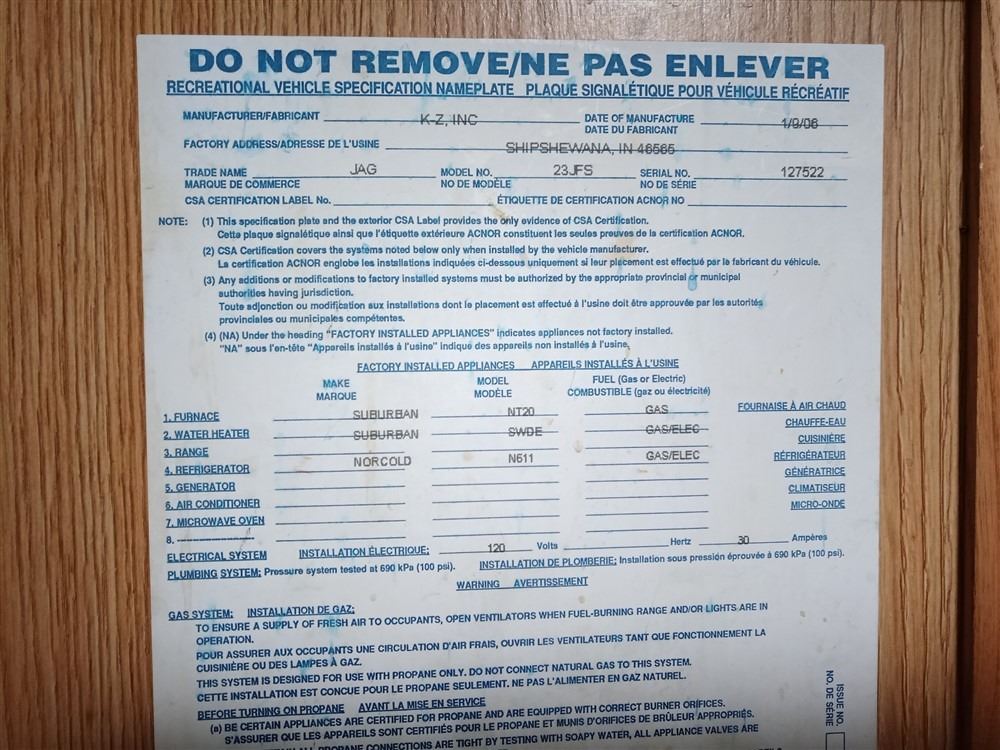 DO NOT REMOVE/NE PAS ENLEVER
RECREATIONAL VEHICLE SPECIFICATION NAMEPLATE PLAQUE SIGNALÉTIQUE POUR VÉHICULE RÉCRÉATIF
MANUFACTURER/FABRICANT K-Z, INC DATE OF MANUFACTURE 1/9/06
DATE DU FABRICANT
FACTORY ADDRESS/ADRESSE DE L'USINE SHIPSHEWANA, IN 46565
TRADE NAME JAG MODEL NO. 23JFS SERIAL NO. 127522
MARQUE DE COMMERCE NO DE MODÈLE NO DE SÉRIE
CSA CERTIFICATION LABEL No. ÉTIQUETTE DE CERTIFICATION ACNOR NO
NOTE: (1) This specification plate and the exterior CSA Label provides the only evidence of CSA Certification.
Cette plaque signalétique ainsi que l'étiquette extérieure ACNOR constituent les seules preuves de la certification ACNOR.
(2) CSA Certification covers the systems noted below only when installed by the vehicle manufacturer.
La certification ACNOR englobe les installations indiquées ci-dessous uniquement si leur placement est effectué par le fabricant du véhicule.
(3) Any additions or modifications to factory installed systems must be authorized by the appropriate provincial or municipal
authorities having jurisdiction.
Toute adjonction ou modification aux installations dont le placement est effectué à l'usine doit être approuvée par les autorités
provinciales ou municipales compétentes.
(4) (NA) Under the heading "FACTORY INSTALLED APPLIANCES" indicates appliances not factory installed.
"NA" sous l'en-tête "Appareils installés à l'usine" indique des appareils non installés à l'usine.
FACTORY INSTALLED APPLIANCES APPAREILS INSTALLÉS À L'USINE
MAKE MODEL FUEL (Gas or Electric)
MARQUE MODÈLE COMBUSTIBLE (gaz ou électricité)
1. FURNACE SUBURBAN NT20 GAS FOURNAISE À AIR CHAUD
2. WATER HEATER SUBURBAN SWDE GAS/ELEC CHAUFFE-EAU
3. RANGE CUISINIÈRE
4. REFRIGERATOR NORCOLD N611 GAS/ELEC RÉFRIGÉRATEUR
5. GENERATOR GÉNÉRATRICE
6. AIR CONDITIONER CLIMATISEUR
7. MICROWAVE OVEN MICRO-ONDE
8.
ELECTRICAL SYSTEM INSTALLATION ÉLECTRIQUE: 120 Volts Hertz 30 Ampères
PLUMBING SYSTEM: Pressure system tested at 690 kPa (100 psi). INSTALLATION DE PLOMBERIE: Installation sous pression éprouvée à 690 kPa (100 psi).
WARNING AVERTISSEMENT
GAS SYSTEM: INSTALLATION DE GAZ:
TO ENSURE A SUPPLY OF FRESH AIR TO OCCUPANTS, OPEN VENTILATORS WHEN FUEL-BURNING RANGE AND/OR LIGHTS ARE IN
OPERATION.
POUR ASSURER AUX OCCUPANTS UNE CIRCULATION D'AIR FRAIS, OUVRIR LES VENTILATEURS TANT QUE FONCTIONNEMENT LA
CUISINIÈRE OU DES LAMPES À GAZ.
THIS SYSTEM IS DESIGNED FOR USE WITH PROPANE ONLY. DO NOT CONNECT NATURAL GAS TO THIS SYSTEM.
CETTE INSTALLATION EST CONCUE POUR LE PROPANE SEULEMENT. NE PAS L'ALIMENTER EN GAZ NATUREL.
BEFORE TURNING ON PROPANE AVANT LA MISE EN SERVICE
(a) BE CERTAIN APPLIANCES ARE CERTIFIED FOR PROPANE AND ARE EQUIPPED WITH CORRECT BURNER ORIFICES.
S'ASSURER QUE LES APPAREILS SONT CERTIFIÉS POUR LE PROPANE ET MUNIS D'ORIFICES DE BRÛLEUR APPROPRIÉS.
ALL PROPANE CONNECTIONS ARE TIGHT BY TESTING WITH SOAPY WATER, ALL APPLIANCE VALVES ARE
ISSUE NO.
NO. DE SÉRIE